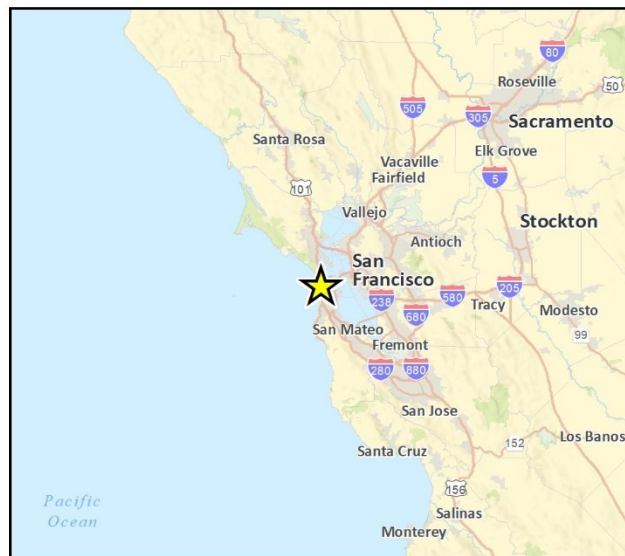 80
Roseville
50
505
305
Sacramento
Santa Rosa
Elk Grove
Vacaville
Fairfield
5
101
Vallejo
Stockton
Antioch
San
Francisco
238
580
205
Tracy
680
Modesto
San Mateo
99
Fremont
280
880
San Jose
Los Banos
152
Santa Cruz
156
Pacific
Ocean
Salinas
Monterey